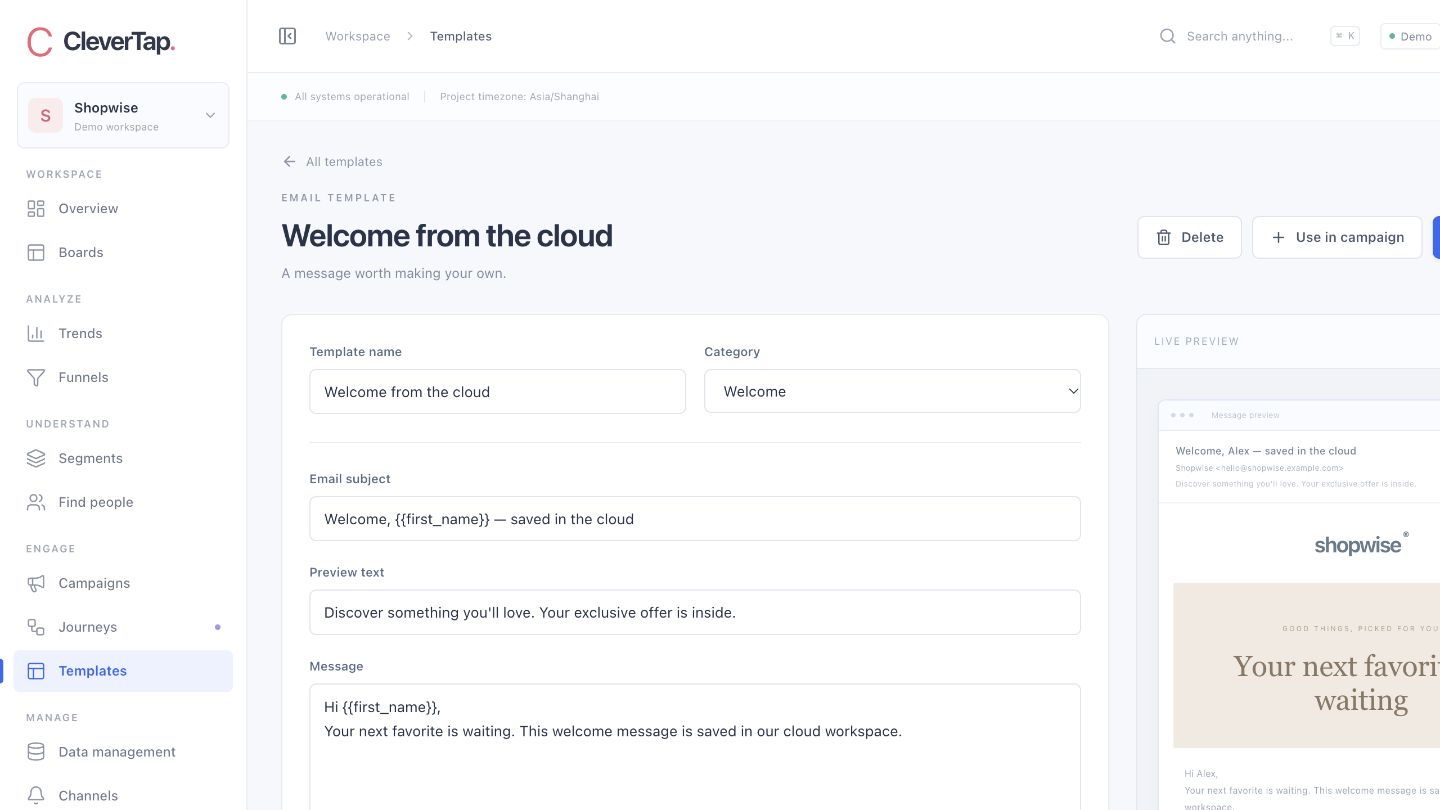 CleverTap.
S
Shopwise
Demo workspace
WORKSPACE
Overview
Boards
ANALYZE
Trends
Funnels
UNDERSTAND
Segments
Find people
ENGAGE
Campaigns
Journeys
Templates
MANAGE
Data management
Channels
Workspace
Templates
Search anything...
⌘ K
Demo
All systems operational
Project timezone: Asia/Shanghai
All templates
EMAIL TEMPLATE
Welcome from the cloud
A message worth making your own.
Delete
Use in campaign
Template name
Welcome from the cloud
Category
Welcome
Email subject
Welcome, {{first_name}} — saved in the cloud
Preview text
Discover something you'll love. Your exclusive offer is inside.
Message
Hi {{first_name}},
Your next favorite is waiting. This welcome message is saved in our cloud workspace.
LIVE PREVIEW
Message preview
Welcome, Alex — saved in the cloud
Shopwise <hello@shopwise.example.com>
Discover something you'll love. Your exclusive offer is inside.
shopwise®
GOOD THINGS, PICKED FOR YOU
Your next favori
waiting
Hi Alex,
Your next favorite is waiting. This welcome message is sa
workspace.